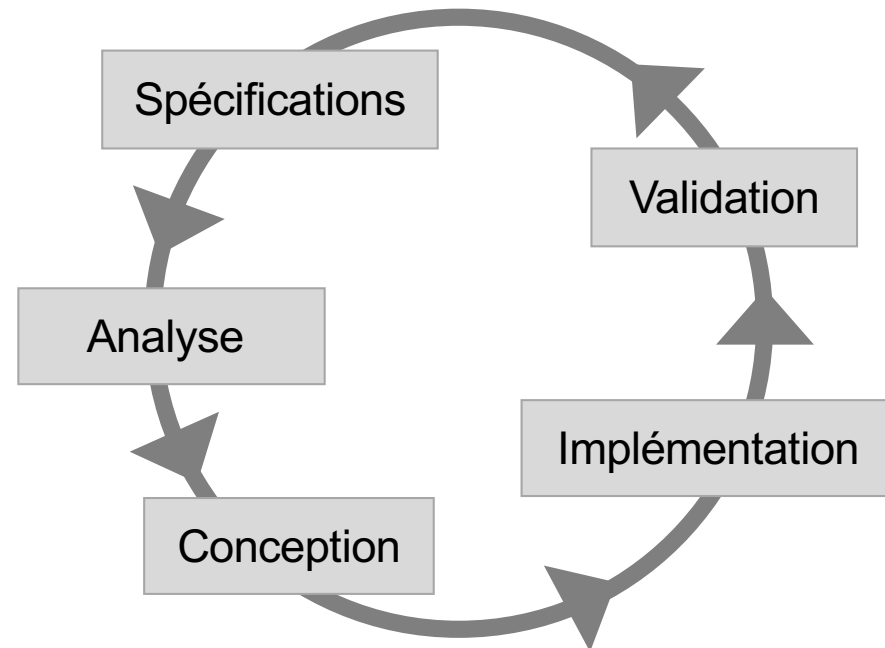 Spécifications
Validation
Analyse
Implémentation
Conception